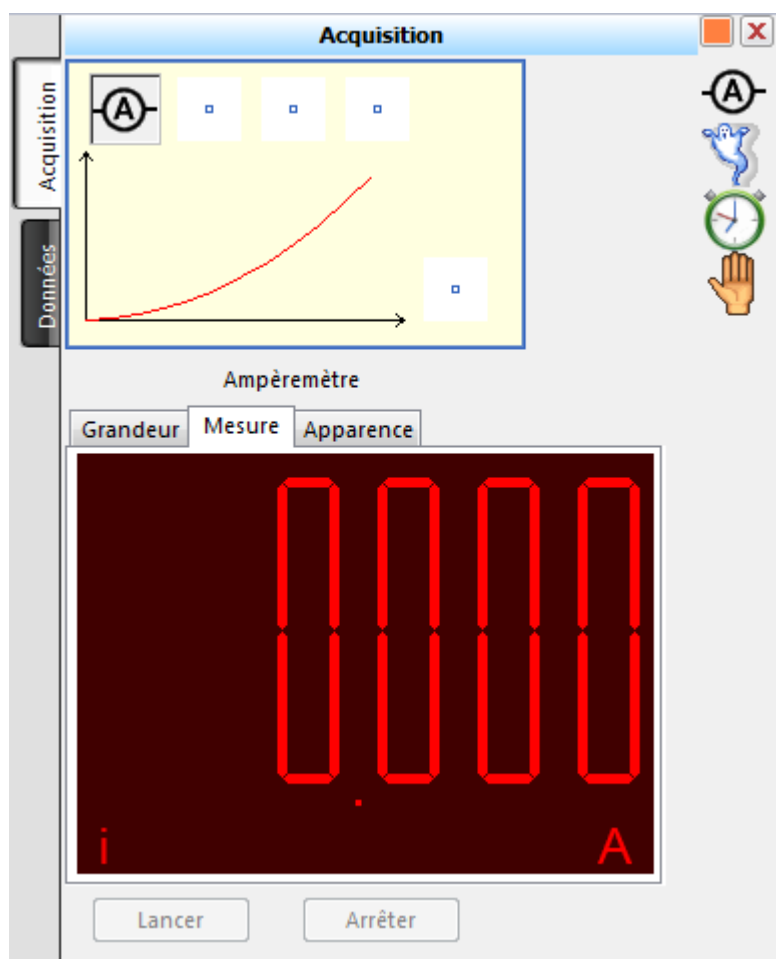 Acquisition
Acquisition
Données
A
A
Ampèremètre
Grandeur Mesure Apparence
0.000
i A
Lancer Arrêter